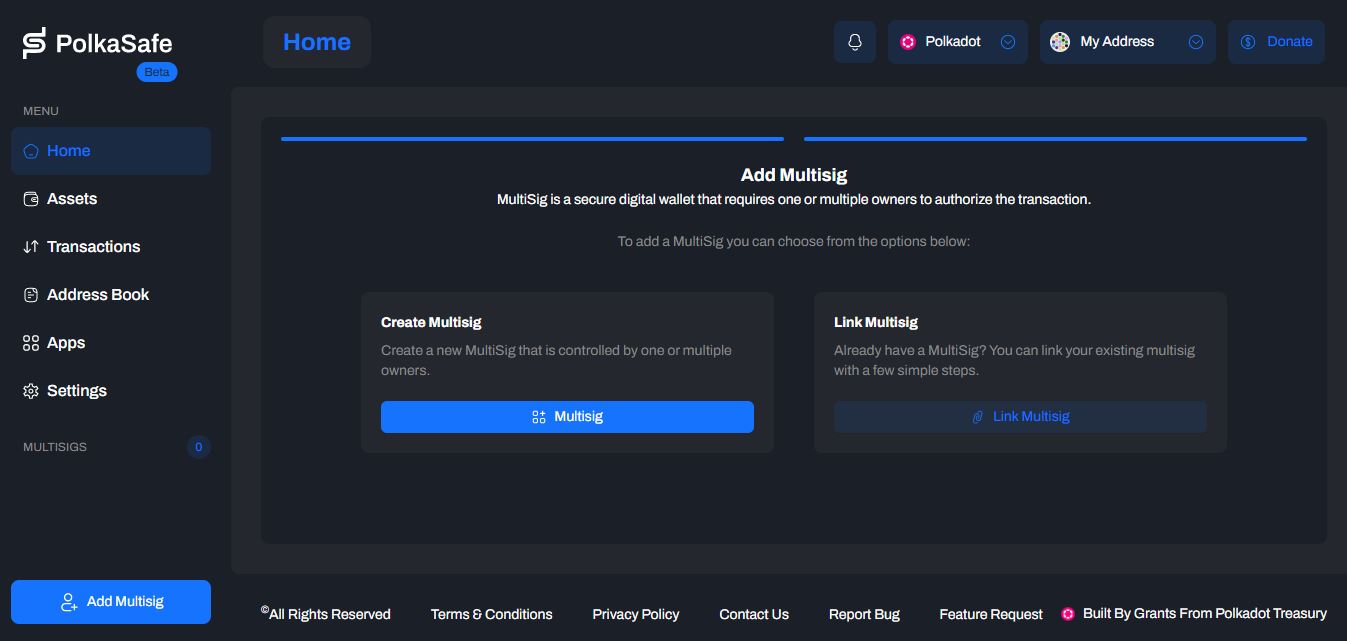 PolkaSafe
Beta
Home
Polkadot
My Address
Donate
MENU
Home
Assets
Transactions
Address Book
Apps
Settings
MULTISIGS 0
Add Multisig
Add Multisig
MultiSig is a secure digital wallet that requires one or multiple owners to authorize the transaction.
To add a MultiSig you can choose from the options below:
Create Multisig
Create a new MultiSig that is controlled by one or multiple
owners.
Multisig
Link Multisig
Already have a MultiSig? You can link your existing multisig
with a few simple steps.
Link Multisig
©All Rights Reserved
Terms & Conditions
Privacy Policy
Contact Us
Report Bug
Feature Request
Built By Grants From Polkadot Treasury